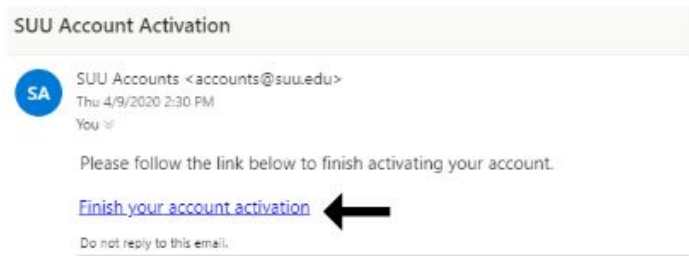 SUU Account Activation
SA
SUU Accounts <accounts@suu.edu>
Thu 4/9/2020 2:30 PM
You
Please follow the link below to finish activating your account.
Finish your account activation
Do not reply to this email.